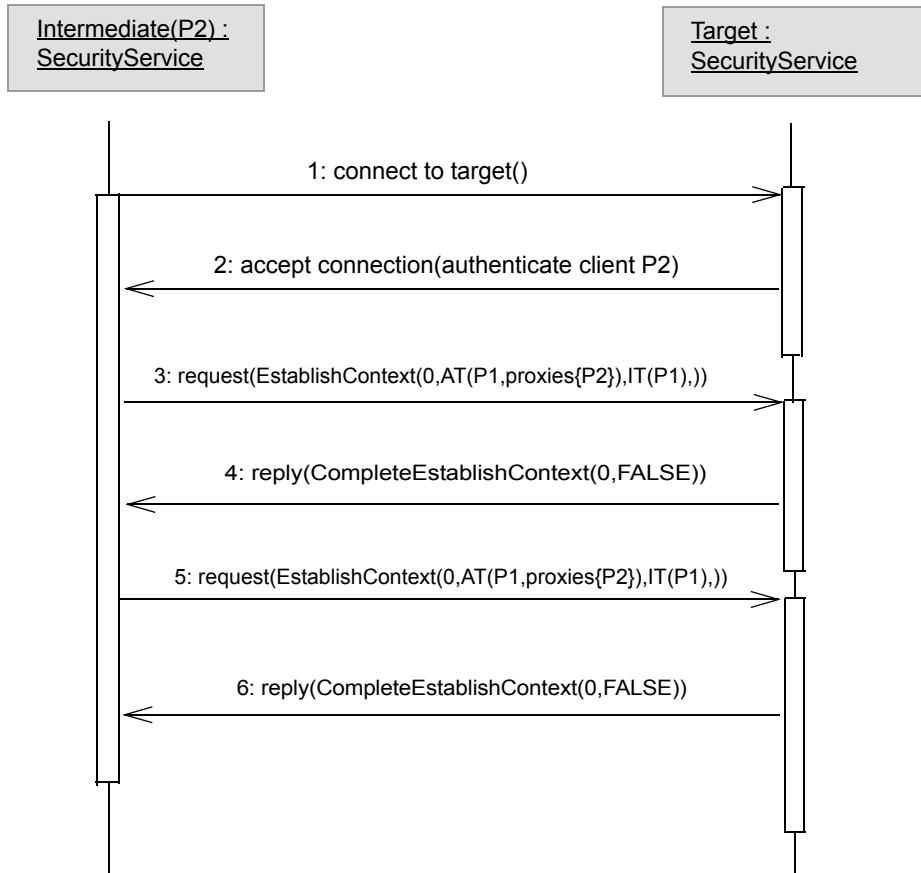 Intermediate(P2) :
SecurityService
Target :
SecurityService
1: connect to target()
2: accept connection(authenticate client P2)
3: request(EstablishContext(0,AT(P1,proxies{P2}),IT(P1),))
4: reply(CompleteEstablishContext(0,FALSE))
5: request(EstablishContext(0,AT(P1,proxies{P2}),IT(P1),))
6: reply(CompleteEstablishContext(0,FALSE))